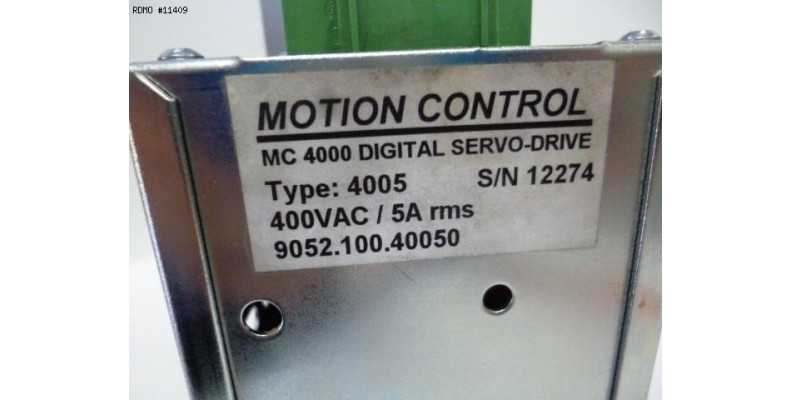 RDMO #11409
MOTION CONTROL
MC 4000 DIGITAL SERVO-DRIVE
Type: 4005 S/N 12274
400VAC / 5A rms
9052.100.40050